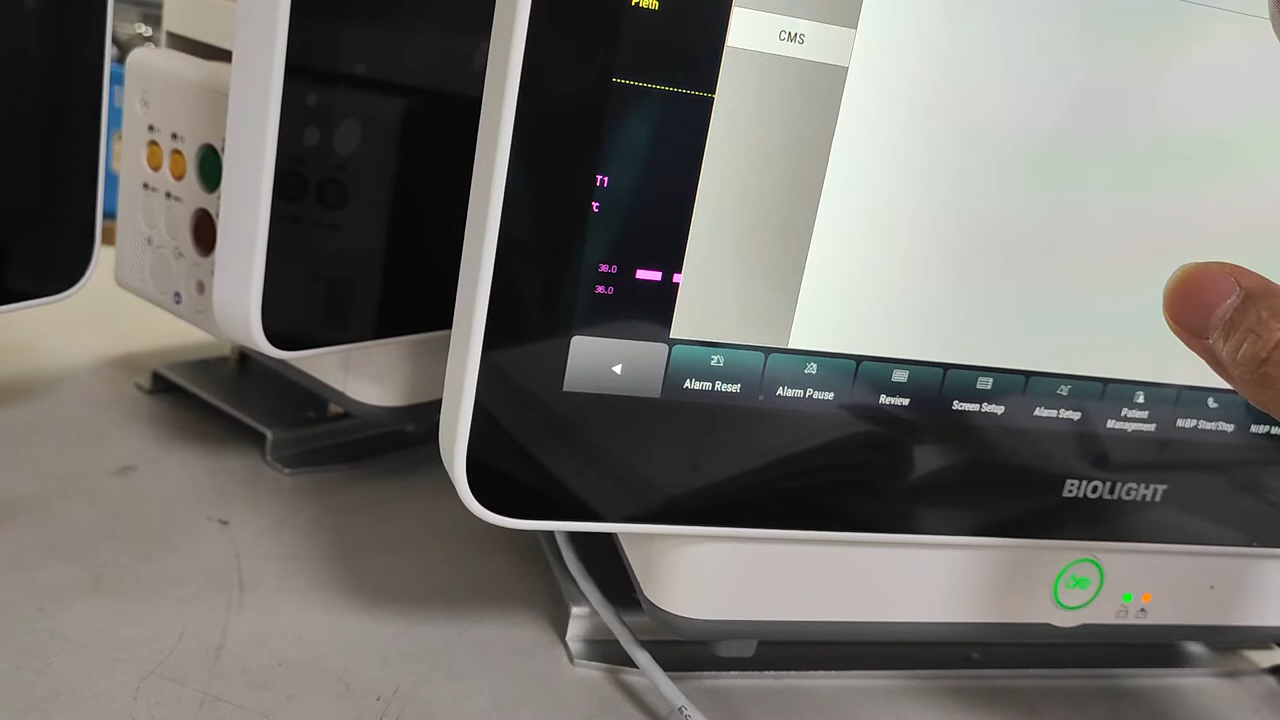 Pleth
CMS
T1
℃
38.0
36.0
Alarm Reset
Alarm Pause
Review
Screen Setup
Alarm Setup
Patient
Management
NIBP Start/Stop
NIBP
BIOLIGHT